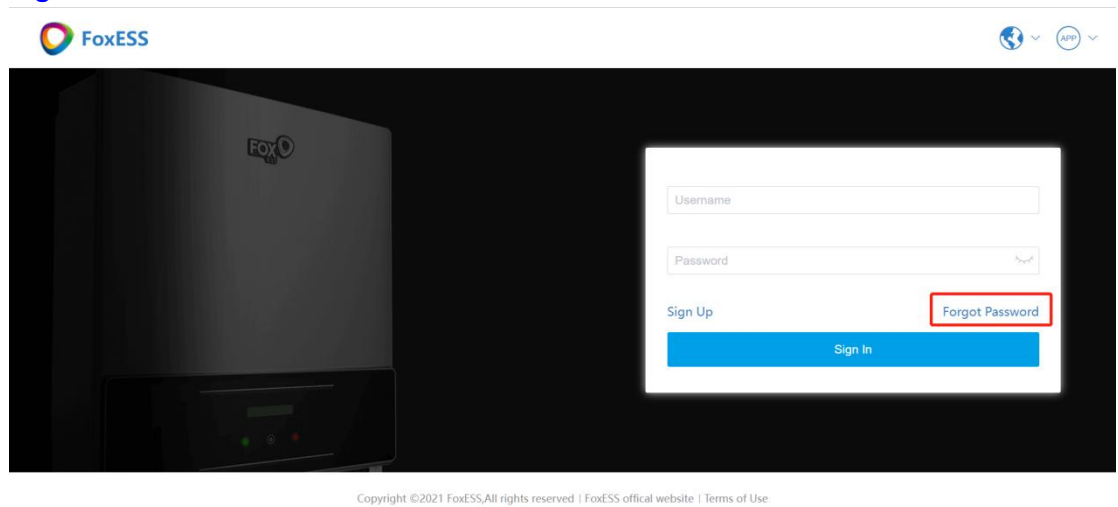 FoxESS
APP
FOX
Username
Password
Sign Up
Forgot Password
Sign In
Copyright ©2021 FoxESS,All rights reserved | FoxESS offical website | Terms of Use